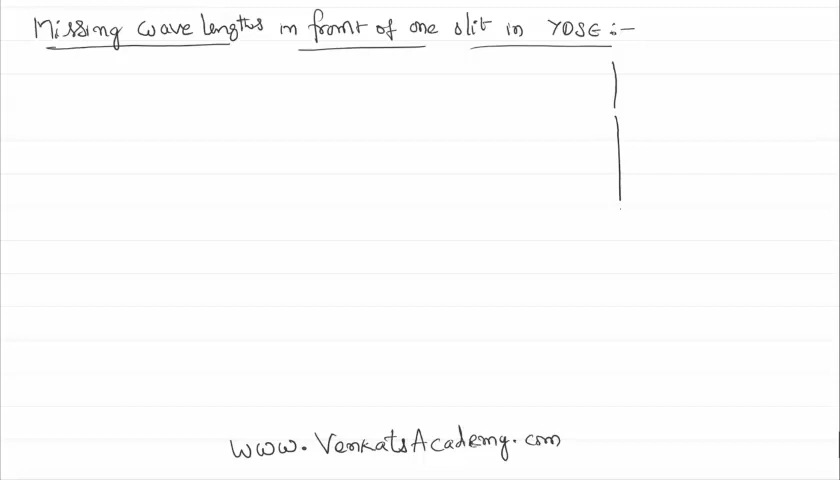 Missing wave lengths in front of one slit in YDSE :-
www.VenkatsAcademy.com